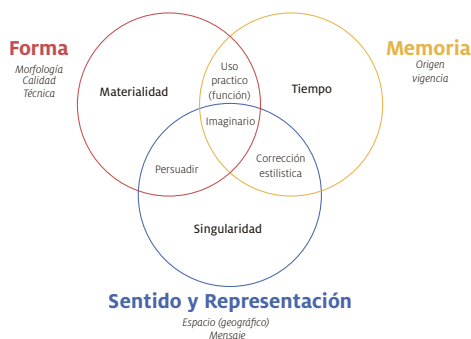 Forma
Morfología
Calidad
Técnica
Memoria
Origen
vigencia
Materialidad
Uso
practico
(función)
Tiempo
Imaginario
Persuadir
Corrección
estilistica
Singularidad
Sentido y Representación
Espacio (geográfico)
Mensaje